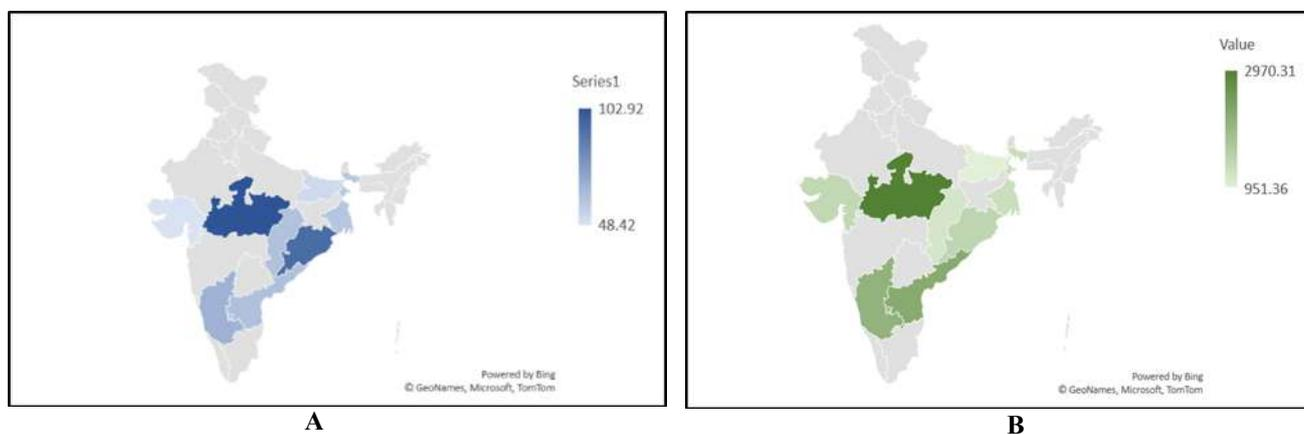 Series1
102.92
48.42
Powered by Bing
© GeoNames, Microsoft, TomTom
A
Value
2970.31
951.36
Powered by Bing
© GeoNames, Microsoft, TomTom
B